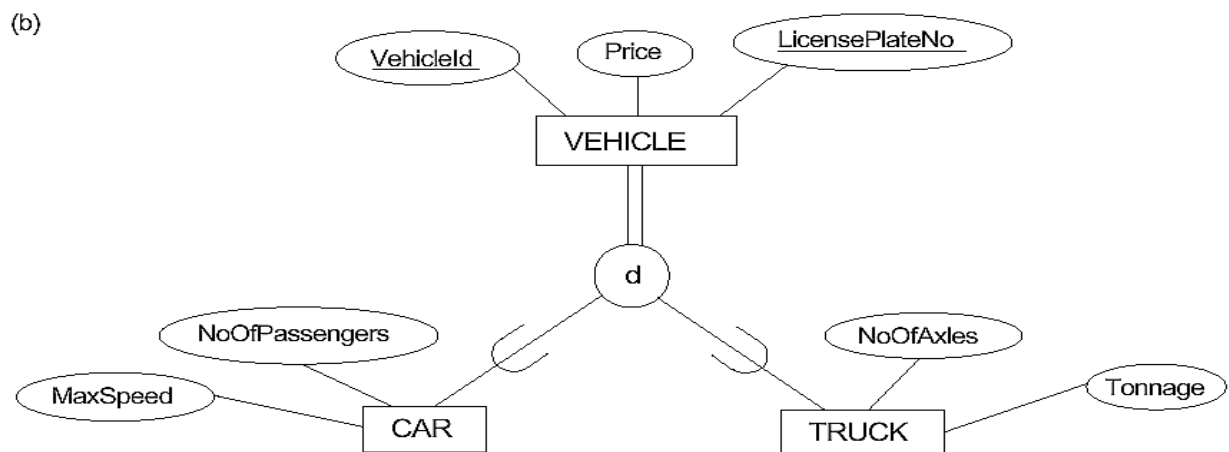 (b)
VehicleId
Price
LicensePlateNo
VEHICLE
d
NoOfPassengers
NoOfAxles
MaxSpeed
Tonnage
CAR
TRUCK